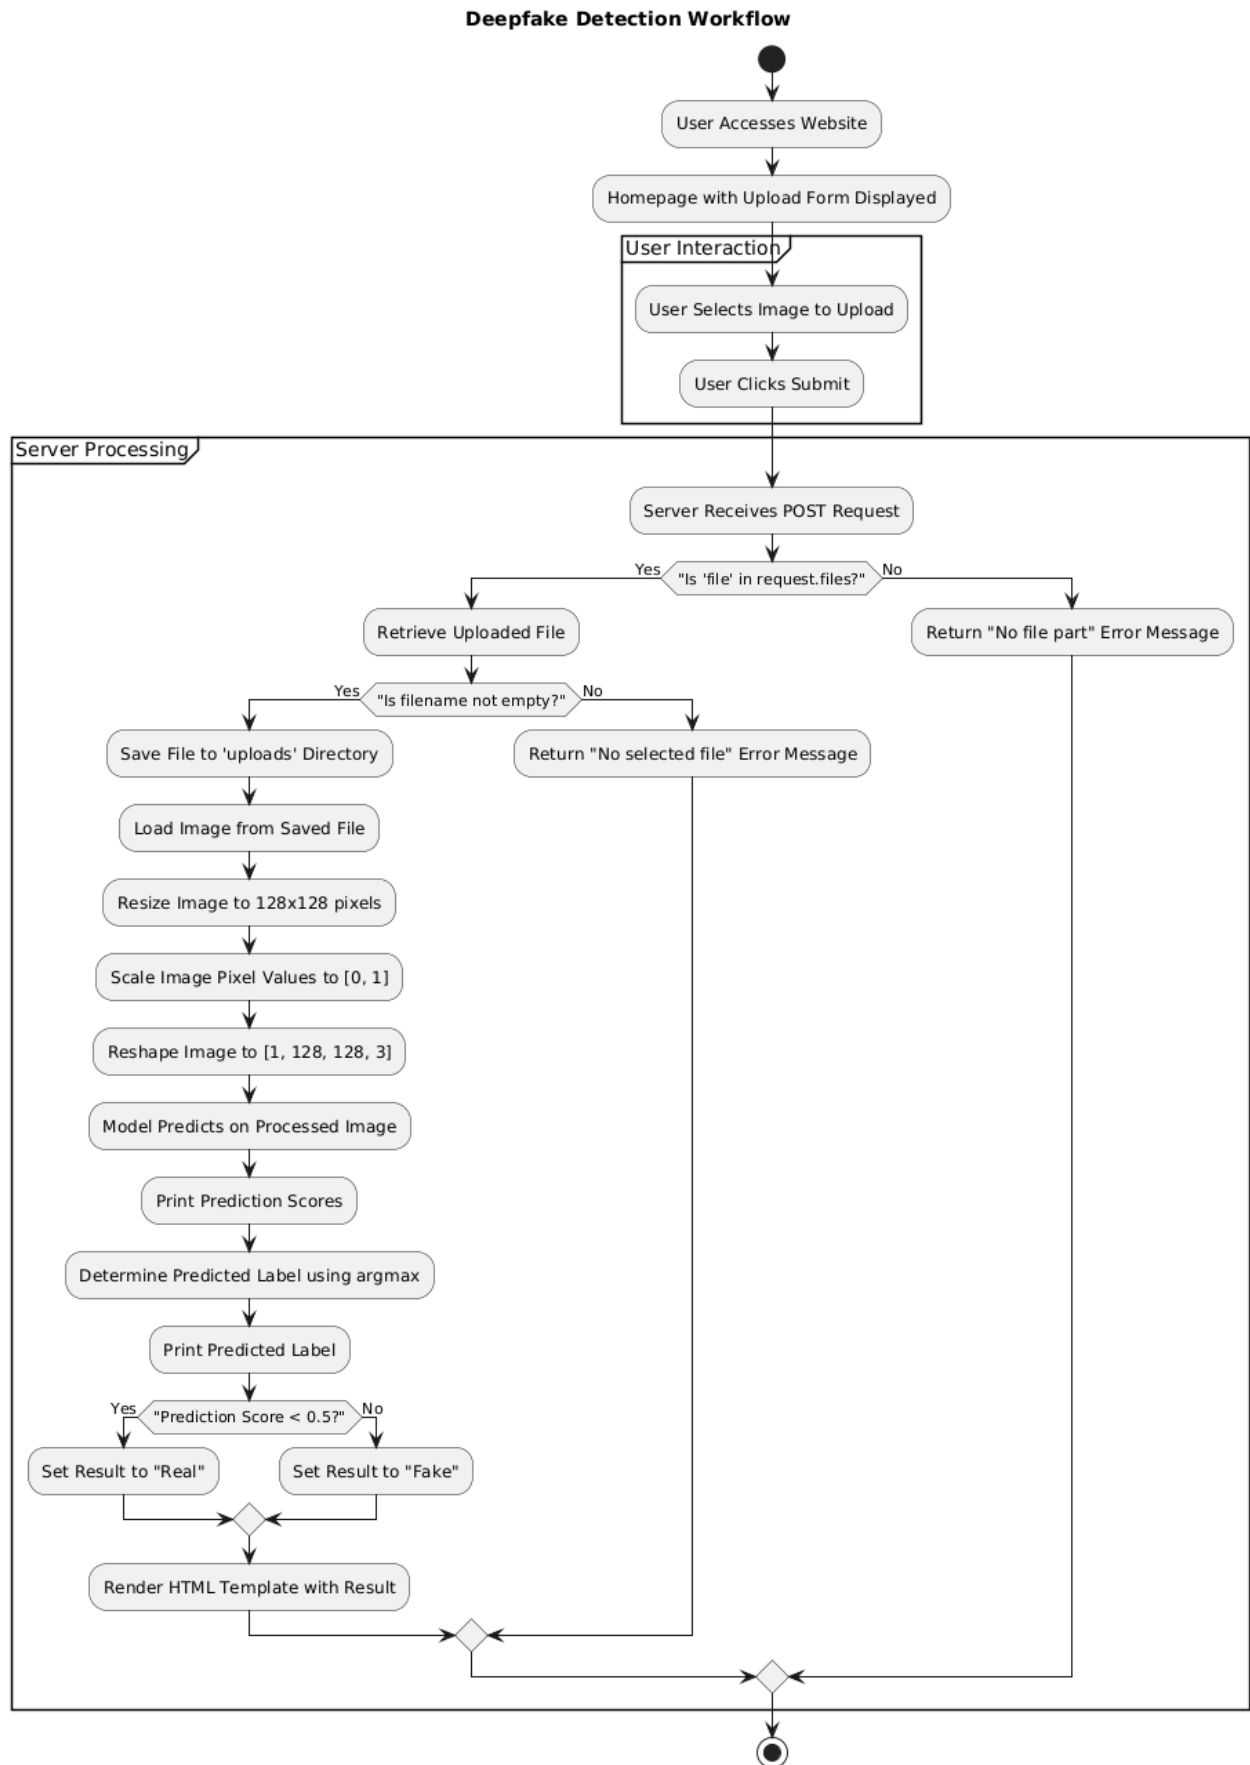 Deepfake Detection Workflow
User Accesses Website
Homepage with Upload Form Displayed
User Interaction
User Selects Image to Upload
User Clicks Submit
Server Processing
Server Receives POST Request
Yes
"Is 'file' in request.files?"
No
Retrieve Uploaded File
Return "No file part" Error Message
Yes
"Is filename not empty?"
No
Save File to 'uploads' Directory
Return "No selected file" Error Message
Load Image from Saved File
Resize Image to 128x128 pixels
Scale Image Pixel Values to [0, 1]
Reshape Image to [1, 128, 128, 3]
Model Predicts on Processed Image
Print Prediction Scores
Determine Predicted Label using argmax
Print Predicted Label
Yes
"Prediction Score < 0.5?"
No
Set Result to "Real"
Set Result to "Fake"
Render HTML Template with Result